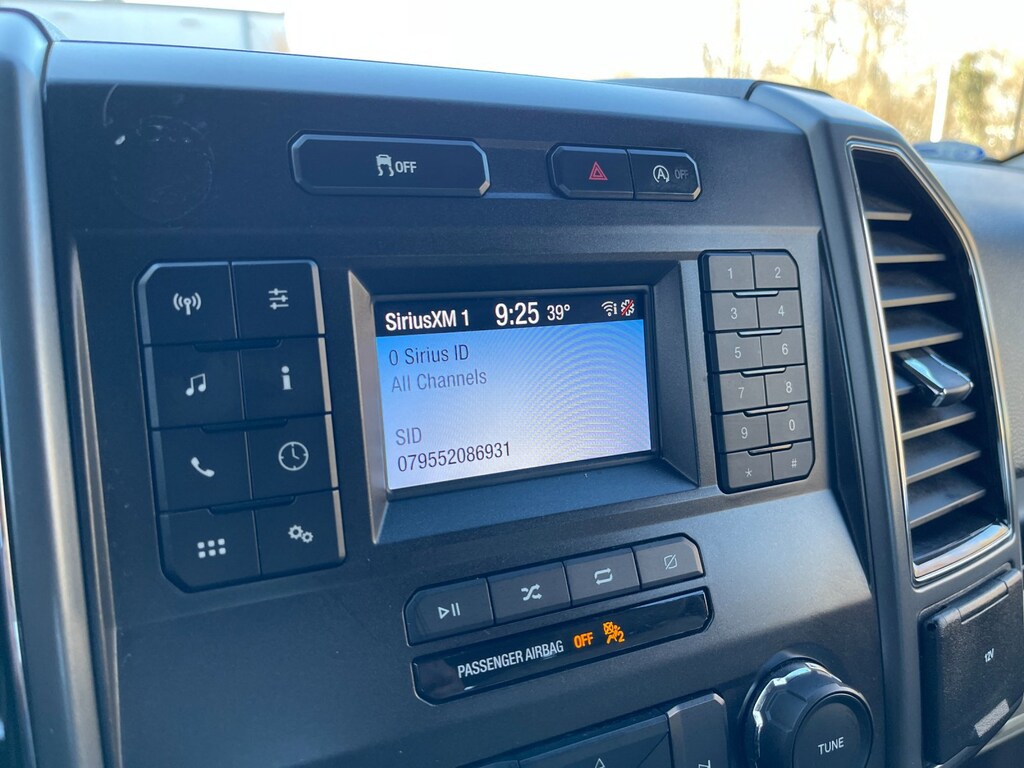 OFF
A OFF
SiriusXM 1 9:25 39°
0 Sirius ID
All Channels
SID
079552086931
1 2
3 4
5 6
7 8
9 0
* #
i
PASSENGER AIRBAG OFF 2
12V
TUNE